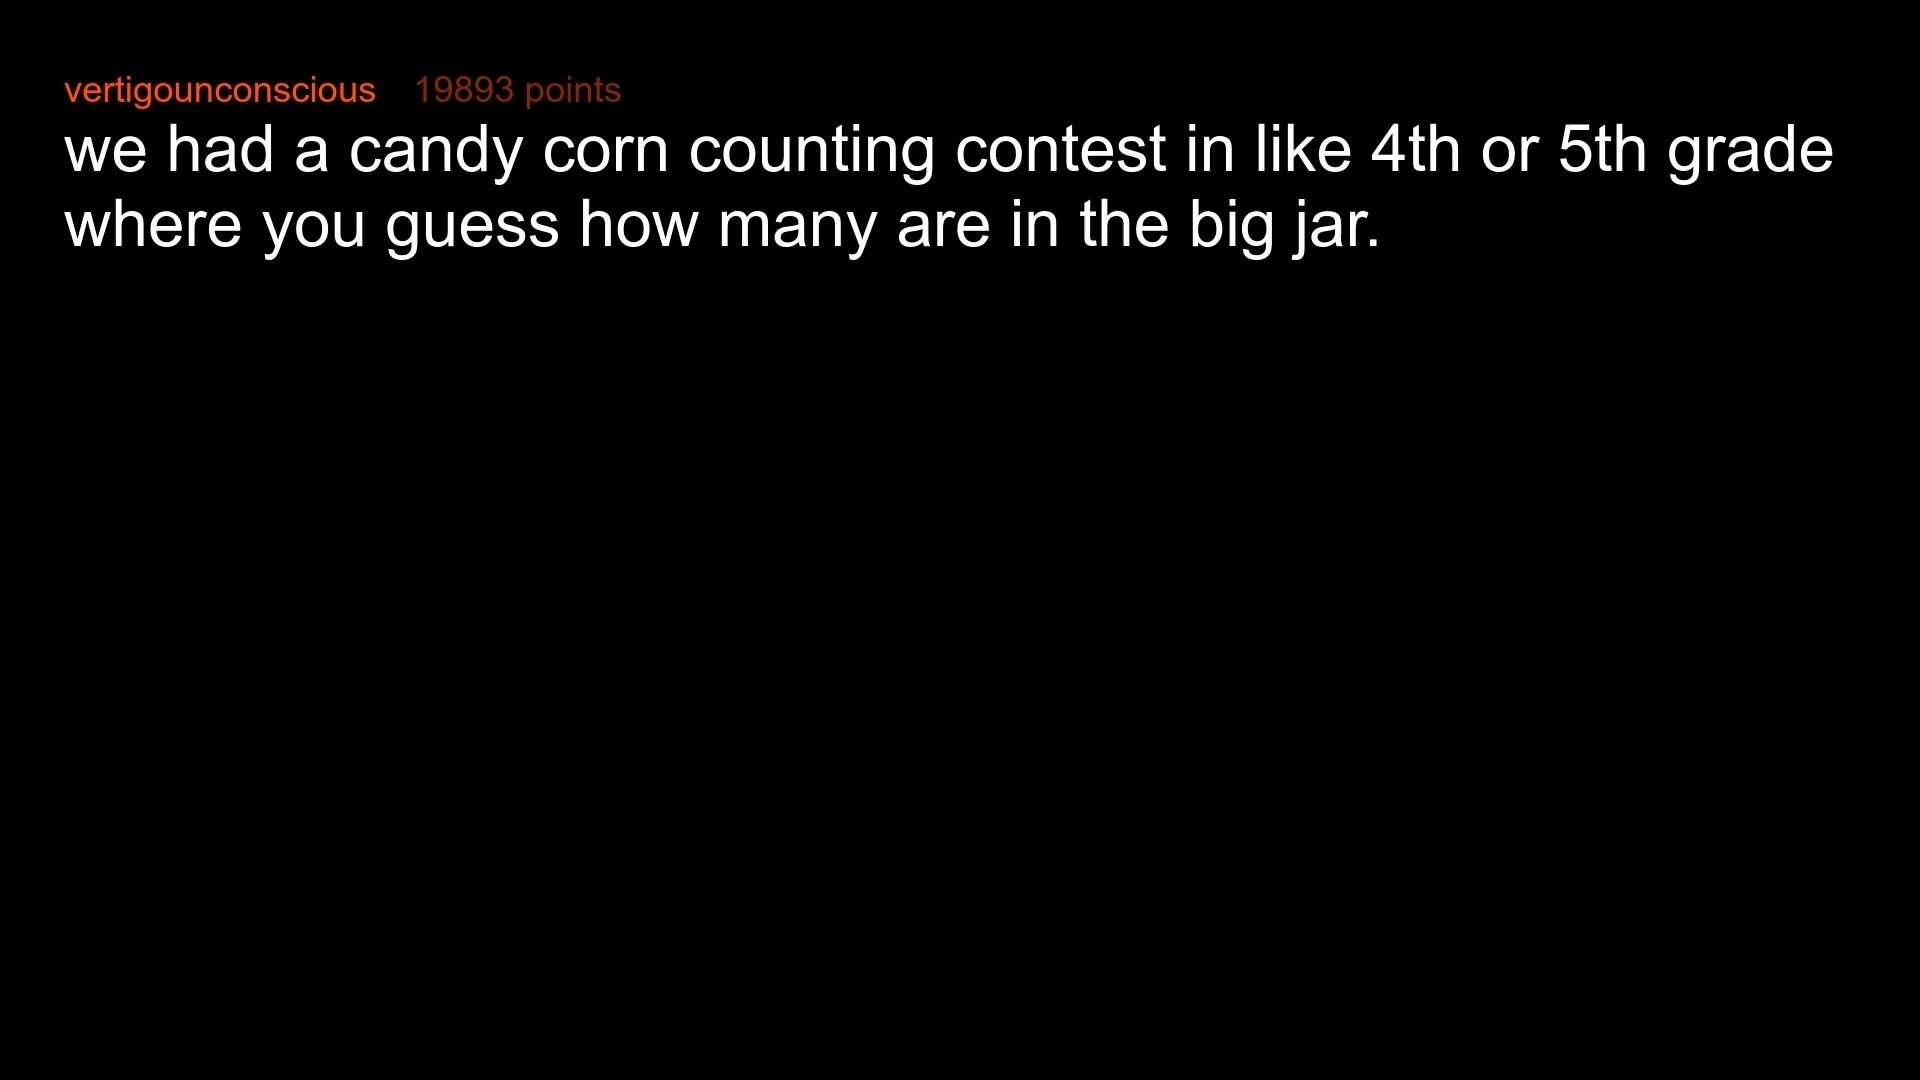 vertigounconscious 19893 points
we had a candy corn counting contest in like 4th or 5th grade
where you guess how many are in the big jar.